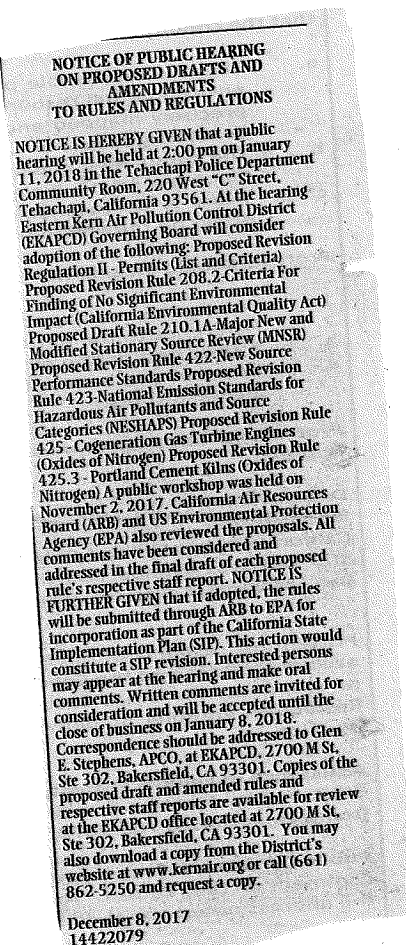 NOTICE OF PUBLIC HEARING
ON PROPOSED DRAFTS AND
AMENDMENTS
TO RULES AND REGULATIONS
NOTICE IS HEREBY GIVEN that a public
hearing will be held at 2:00 pm on January
11, 2018 in the Tehachapi Police Department
Community Room, 220 West "C" Street,
Tehachapi, California 93561. At the hearing
Eastern Kern Air Pollution Control District
(EKAPCD) Governing Board will consider
adoption of the following: Proposed Revision
Regulation II - Permits (List and Criteria)
Proposed Revision Rule 208.2-Criteria For
Finding of No Significant Environmental
Impact (California Environmental Quality Act)
Proposed Draft Rule 210.1A-Major New and
Modified Stationary Source Review (MNSR)
Proposed Revision Rule 422-New Source
Performance Standards Proposed Revision
Rule 423-National Emission Standards for
Hazardous Air Pollutants and Source
Categories (NESHAPS) Proposed Revision Rule
425 - Cogeneration Gas Turbine Engines
(Oxides of Nitrogen) Proposed Revision Rule
425.3 - Portland Cement Kilns (Oxides of
Nitrogen) A public workshop was held on
November 2, 2017. California Air Resources
Board (ARB) and US Environmental Protection
Agency (EPA) also reviewed the proposals. All
comments have been considered and
addressed in the final draft of each proposed
rule's respective staff report. NOTICE IS
FURTHER GIVEN that if adopted, the rules
will be submitted through ARB to EPA for
incorporation as part of the California State
Implementation Plan (SIP). This action would
constitute a SIP revision. Interested persons
may appear at the hearing and make oral
comments. Written comments are invited for
consideration and will be accepted until the
close of business on January 8, 2018.
Correspondence should be addressed to Glen
E. Stephens, APCO, at EKAPCD, 2700 M St,
Ste 302, Bakersfield, CA 93301. Copies of the
proposed draft and amended rules and
respective staff reports are available for review
at the EKAPCD office located at 2700 M St,
Ste 302, Bakersfield, CA 93301. You may
also download a copy from the District's
website at www.kernair.org or call (661)
862-5250 and request a copy.
December 8, 2017
14422079